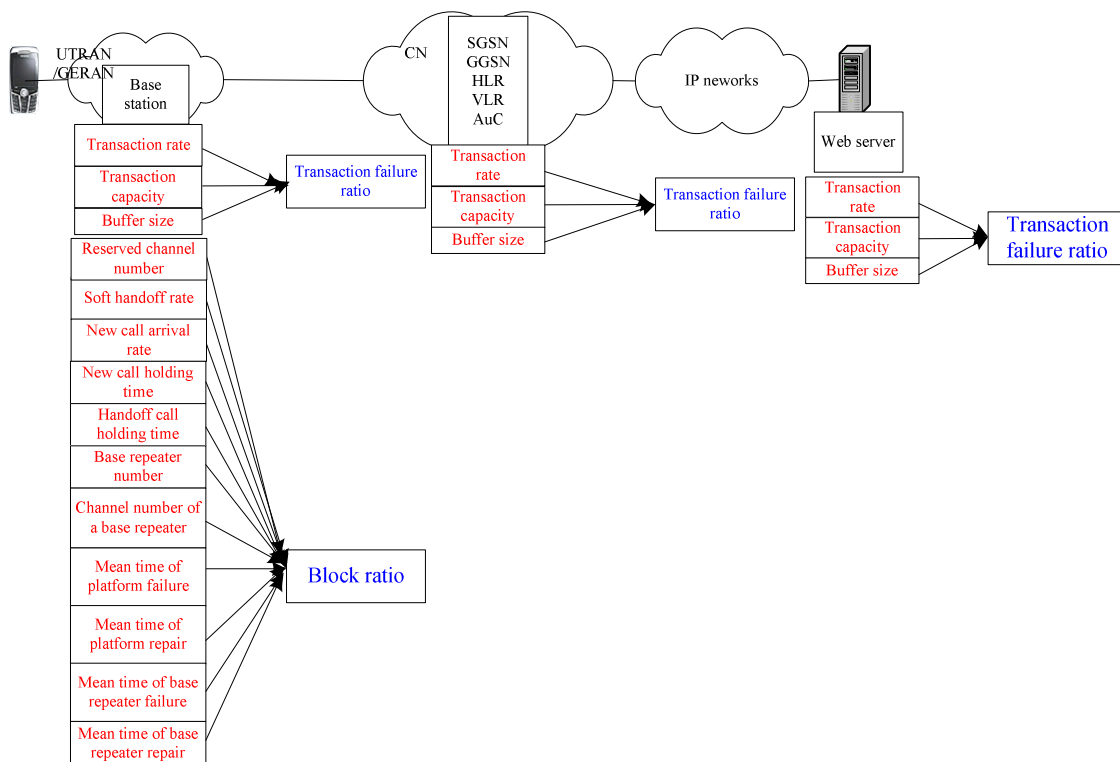 UTRAN
/GERAN
Base
station
CN
SGSN
GGSN
HLR
VLR
AuC
IP neworks
Web server
Transaction rate
Transaction
capacity
Buffer size
Transaction failure
ratio
Transaction
rate
Transaction
capacity
Buffer size
Transaction failure
ratio
Transaction
rate
Transaction
capacity
Buffer size
Transaction
failure ratio
Reserved channel
number
Soft handoff rate
New call arrival
rate
New call holding
time
Handoff call
holding time
Base repeater
number
Channel number of
a base repeater
Mean time of
platform failure
Mean time of
platform repair
Mean time of base
repeater failure
Mean time of base
repeater repair
Block ratio